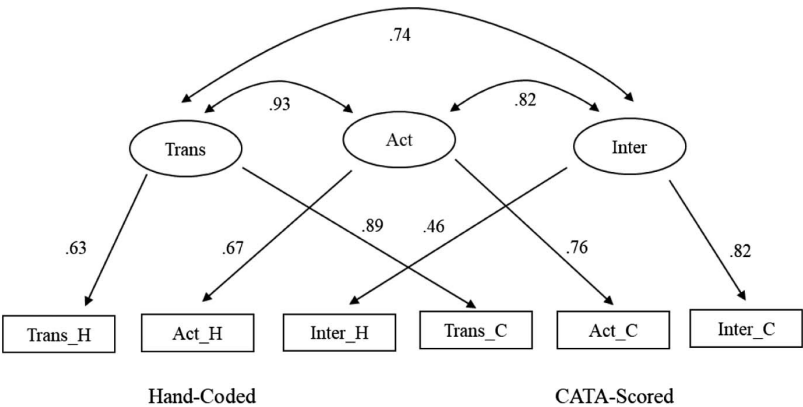 .74
.93
.82
Trans
Act
Inter
.63
.67
.89
.46
.76
.82
Trans_H
Act_H
Inter_H
Trans_C
Act_C
Inter_C
Hand-Coded
CATA-Scored